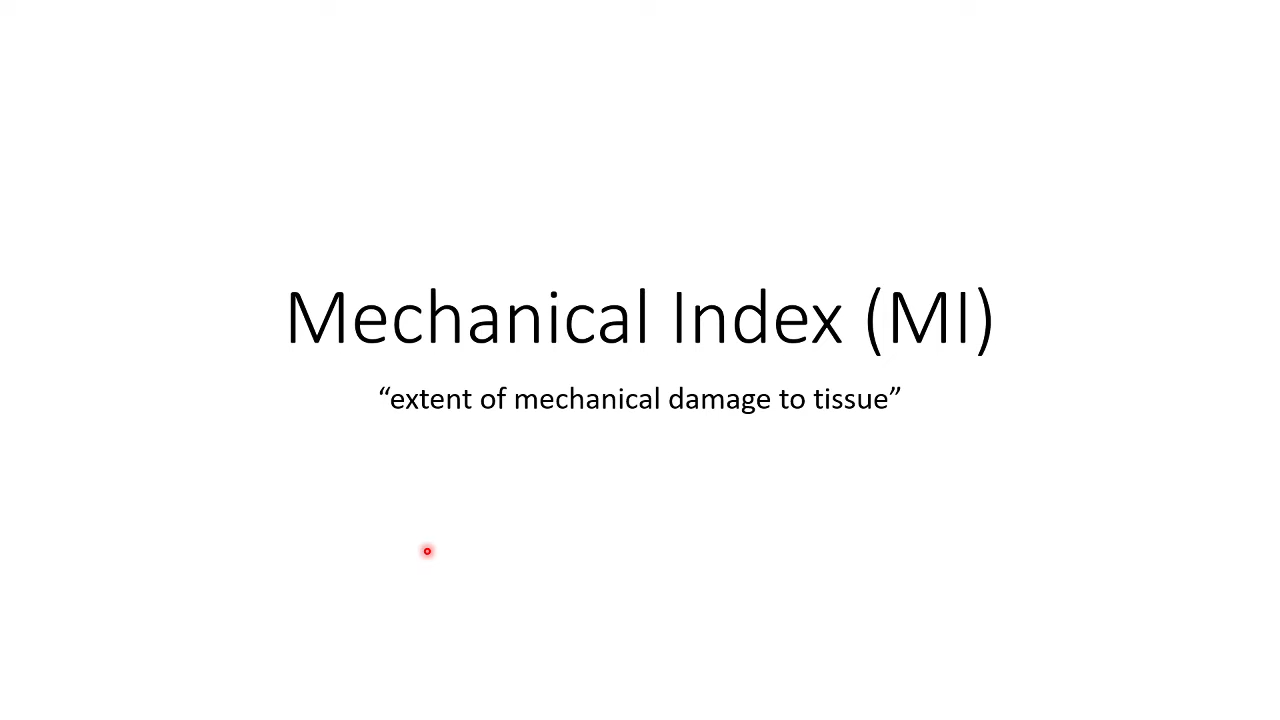 Mechanical Index (MI)
“extent of mechanical damage to tissue”